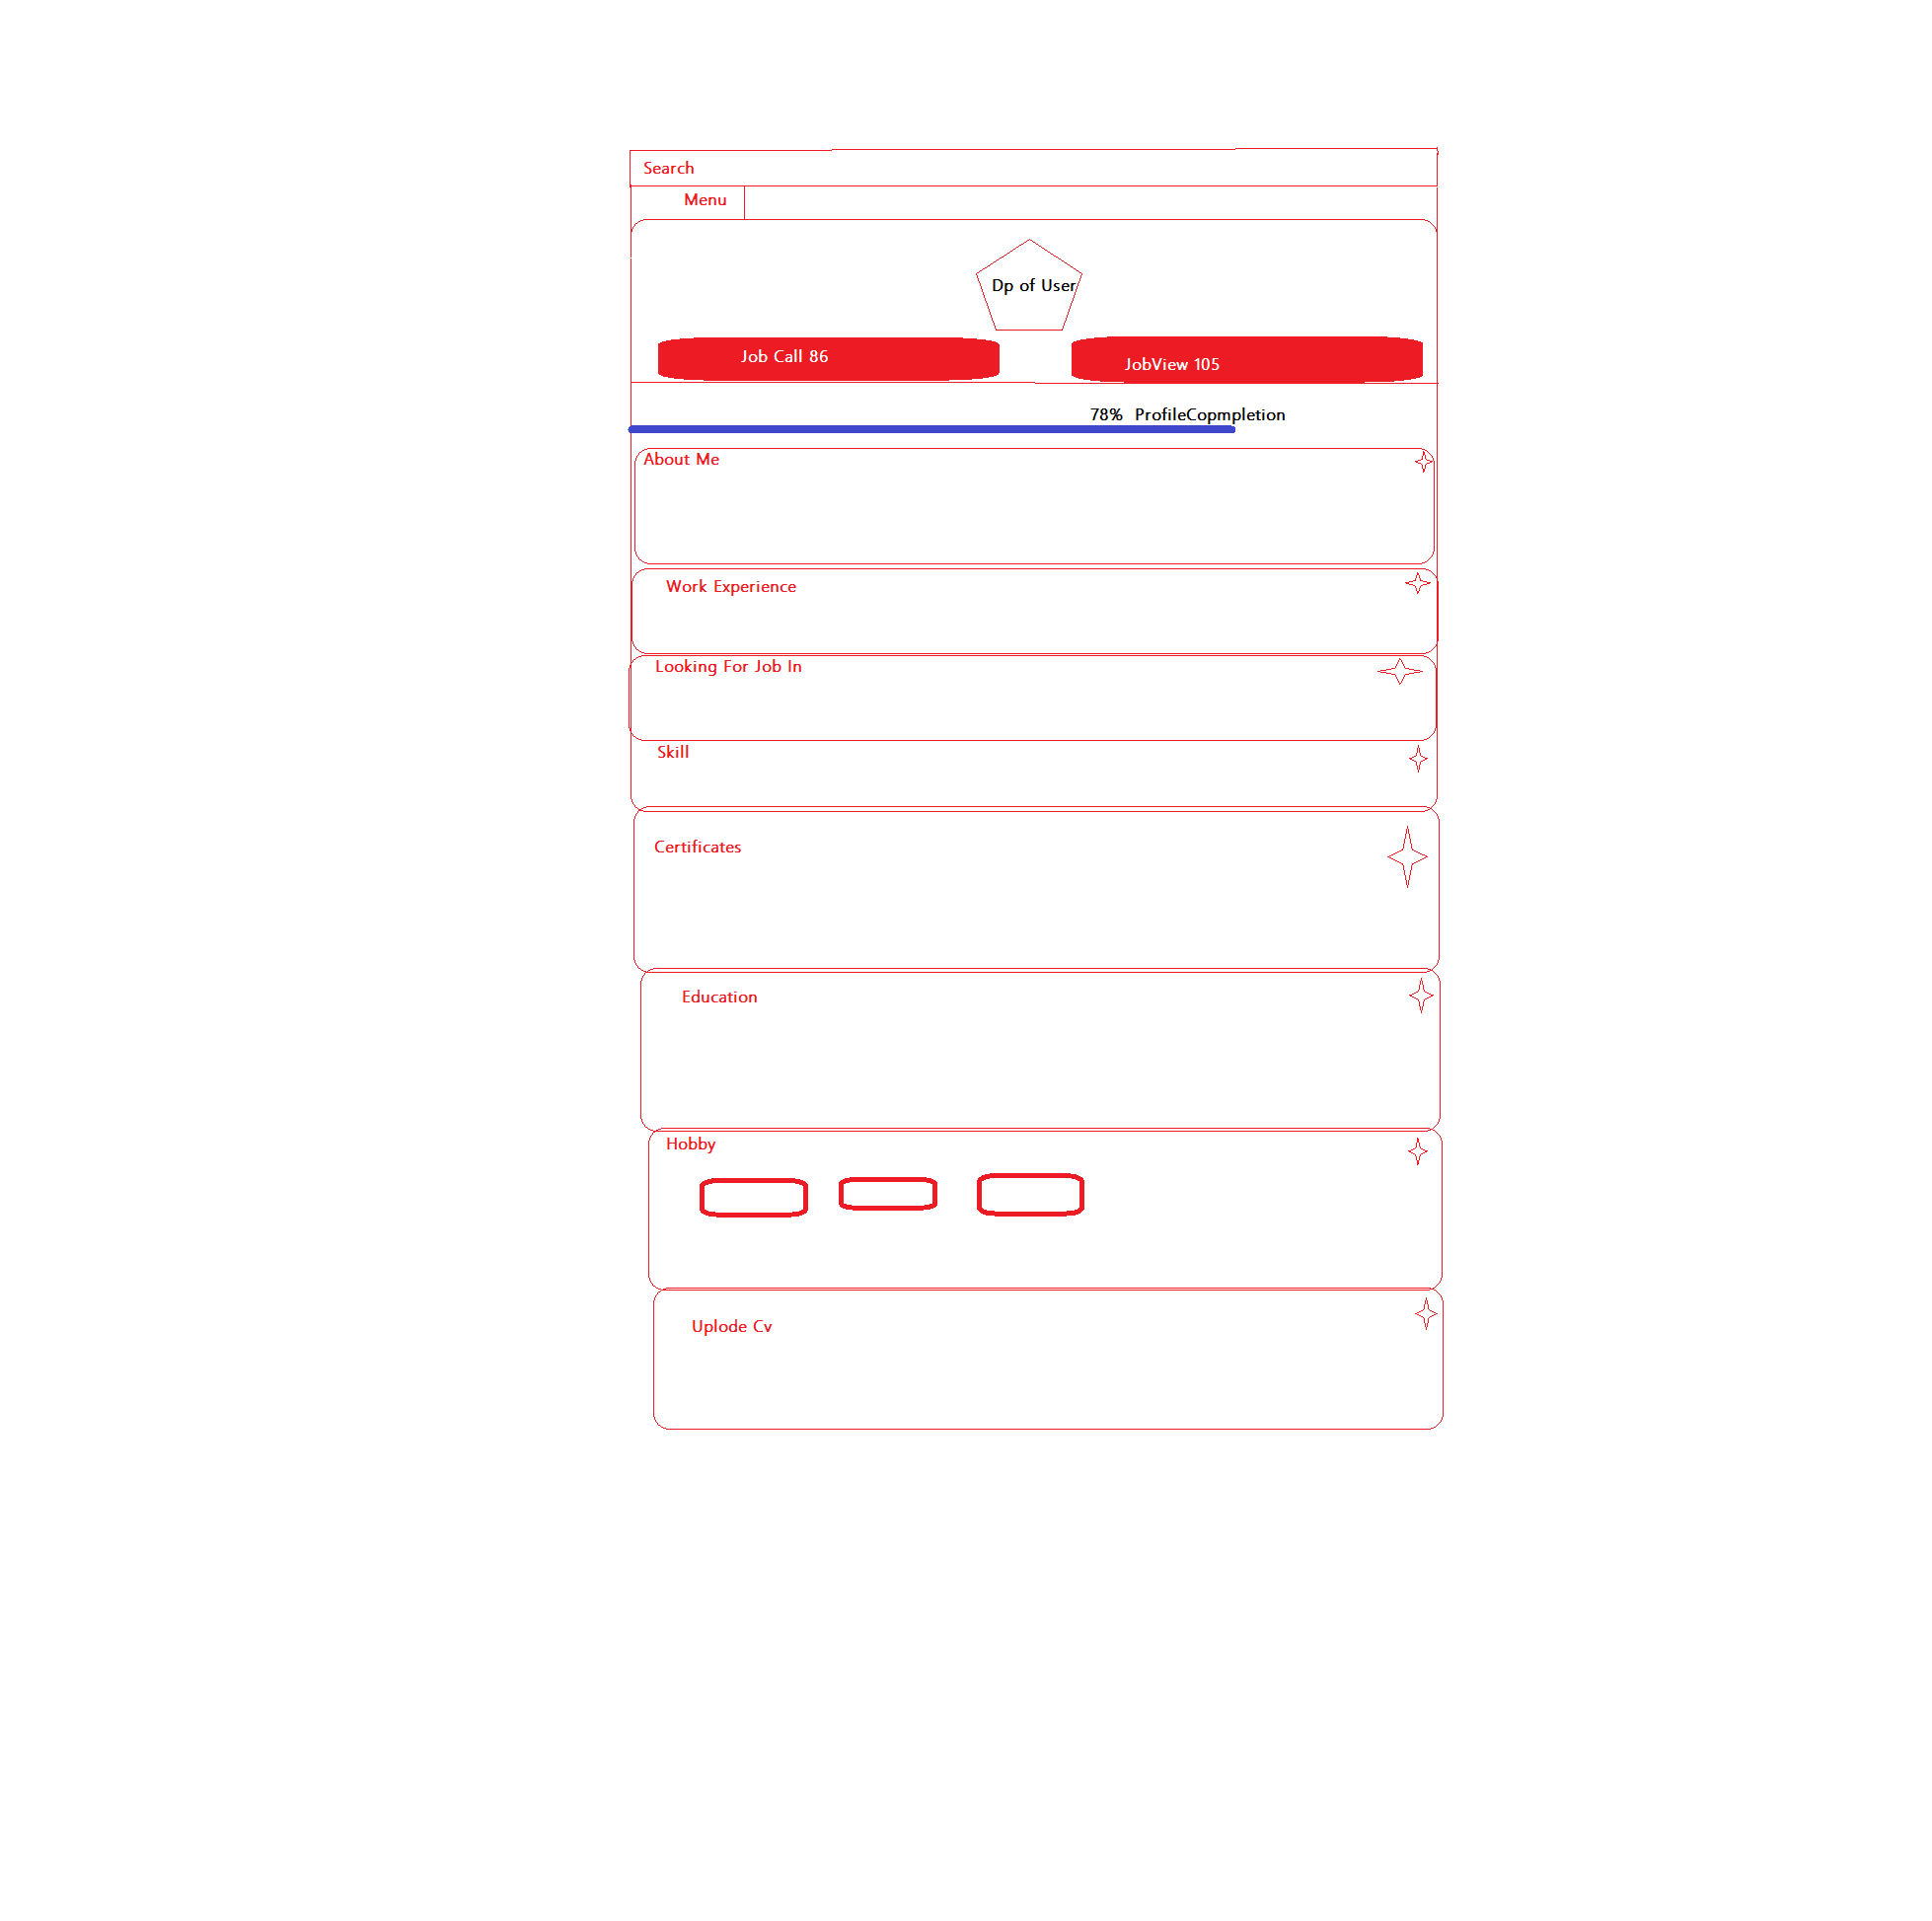 Search
Menu
Dp of User
Job Call 86
JobView 105
78% ProfileCopmpletion
About Me
Work Experience
Looking For Job In
Skill
Certificates
Education
Hobby
Uplode Cv